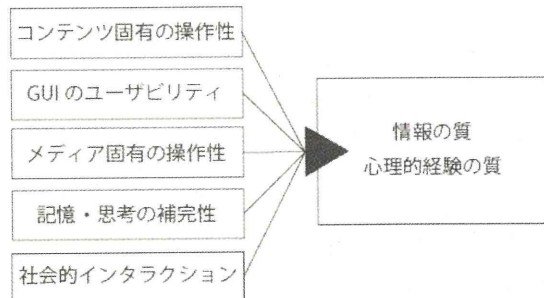 コンテンツ固有の操作性
GUIのユーザビリティ
メディア固有の操作性
記憶・思考の補完性
社会的インタラクション
情報の質
心理的経験の質